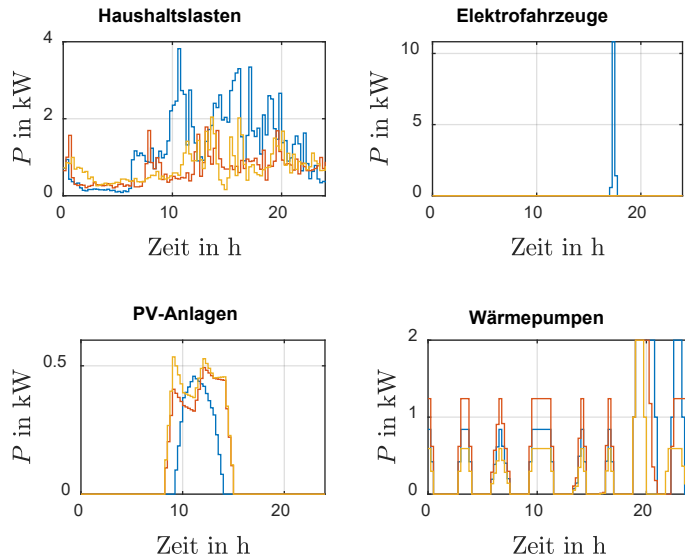 Haushaltslasten
Elektrofahrzeuge
4
2
0
P in kW
0
10
20
Zeit in h
10
5
0
P in kW
0
10
20
Zeit in h
PV-Anlagen
Wärmepumpen
0.5
0
P in kW
0
10
20
Zeit in h
2
1
0
P in kW
0
10
20
Zeit in h